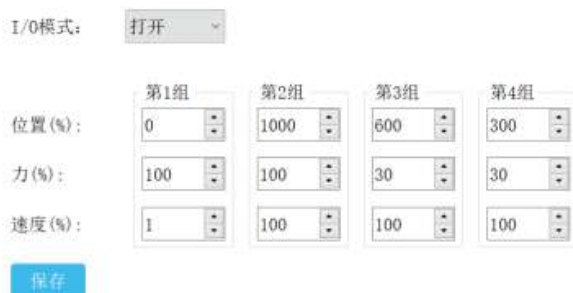 I/O模式： 打开
第1组 第2组 第3组 第4组
位置(%)： 0 1000 600 300
力(%)： 100 100 30 30
速度(%)： 1 100 100 100
保存